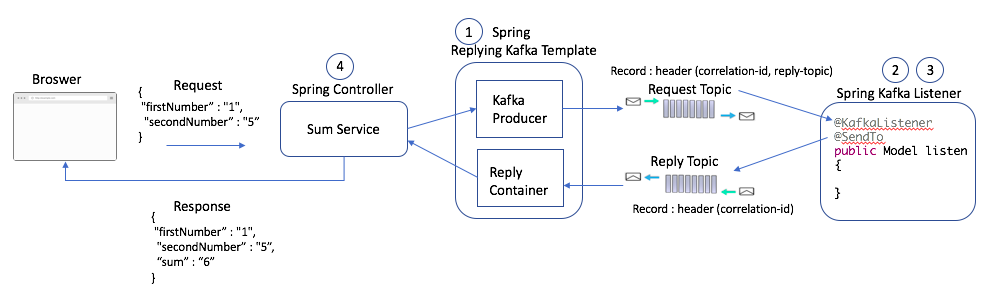 Broswer
Request
{
"firstNumber" : "1",
"secondNumber" : "5"
}
Response
{
"firstNumber" : "1",
"secondNumber" : "5",
"sum" : "6"
}
4
Spring Controller
Sum Service
1
Spring
Replying Kafka Template
Kafka
Producer
Reply
Container
Record : header (correlation-id, reply-topic)
Request Topic
Reply Topic
Record : header (correlation-id)
2
3
Spring Kafka Listener
@KafkaListener
@SendTo
public Model listen
{
}